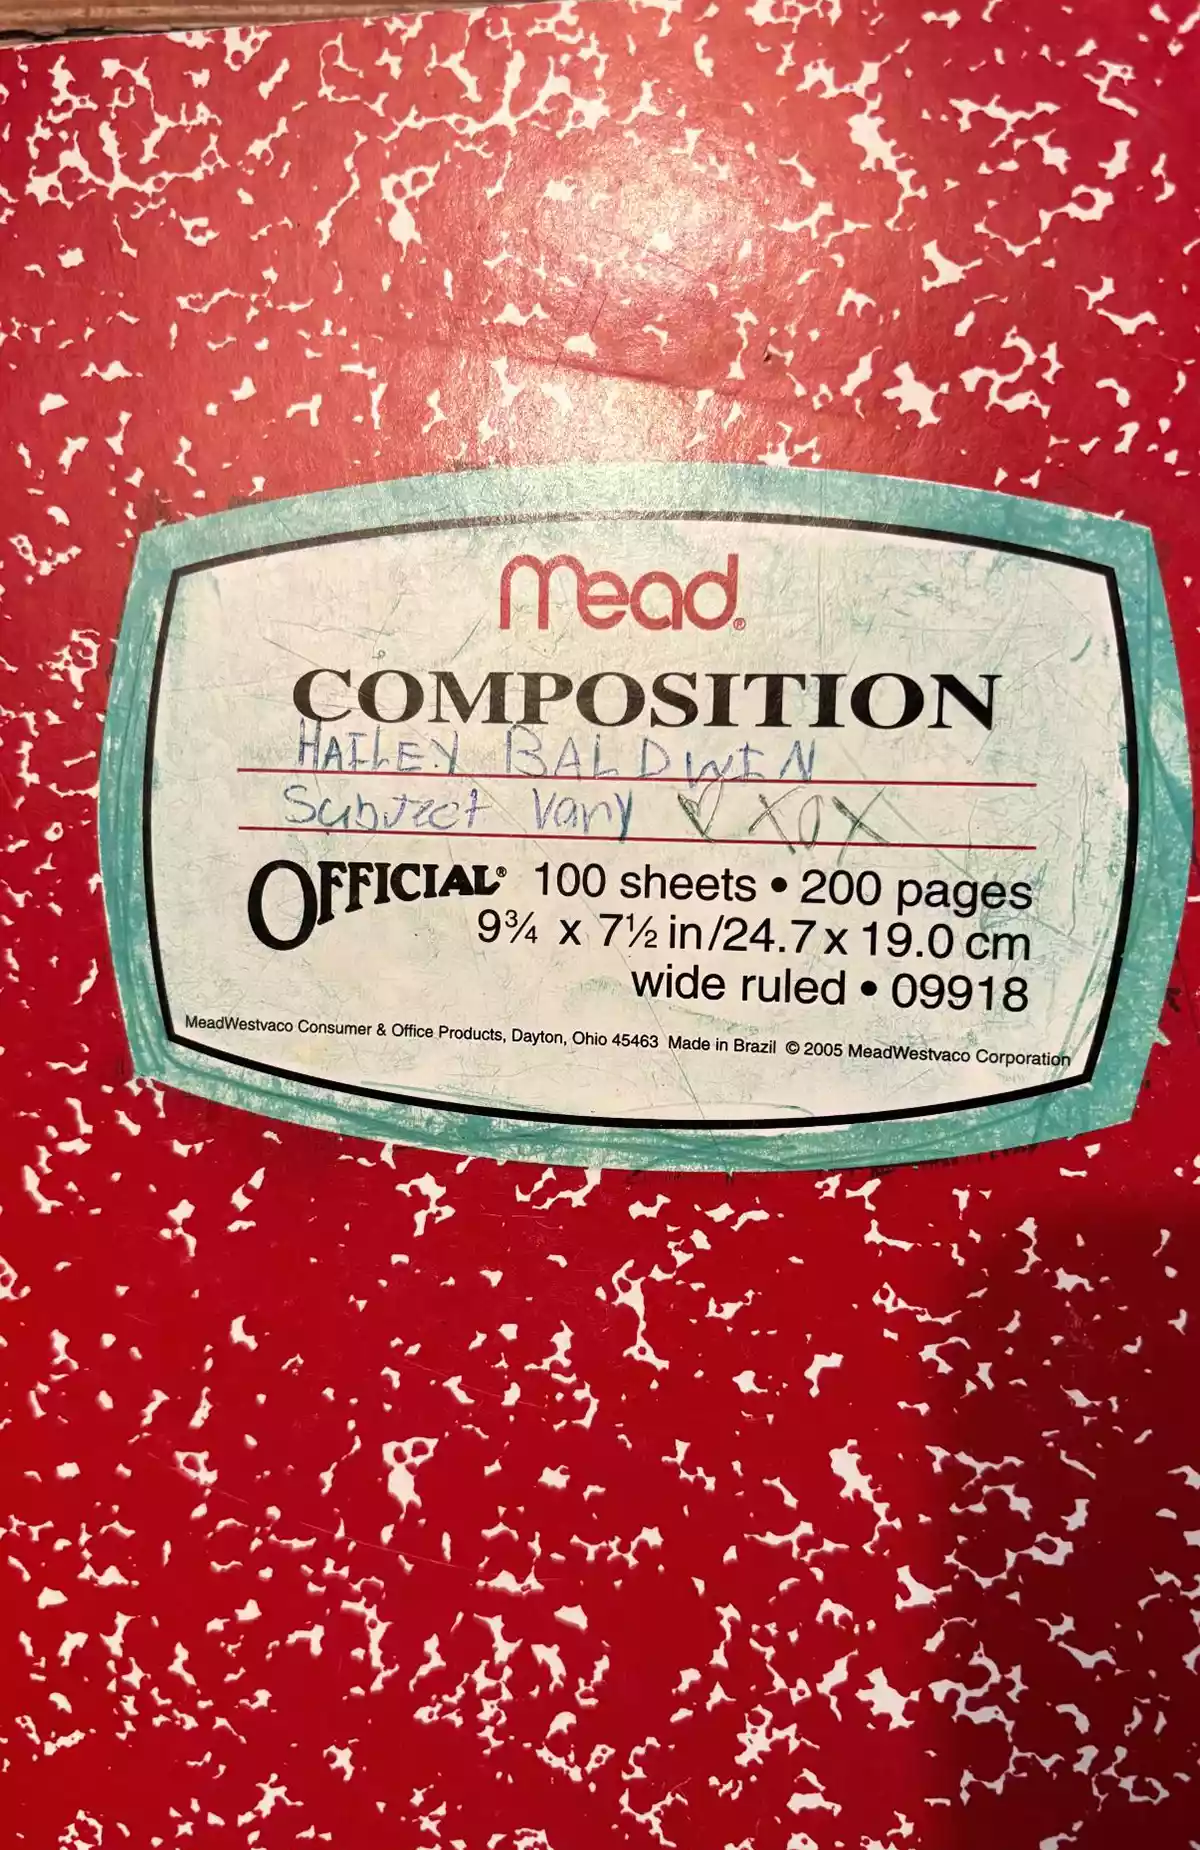 mead®
COMPOSITION
HAILEY BALDWIN
Subject Vary ♡ XOX
OFFICIAL® 100 sheets • 200 pages
9¾ x 7½ in/24.7 x 19.0 cm
wide ruled • 09918
MeadWestvaco Consumer & Office Products, Dayton, Ohio 45463 Made in Brazil © 2005 MeadWestvaco Corporation